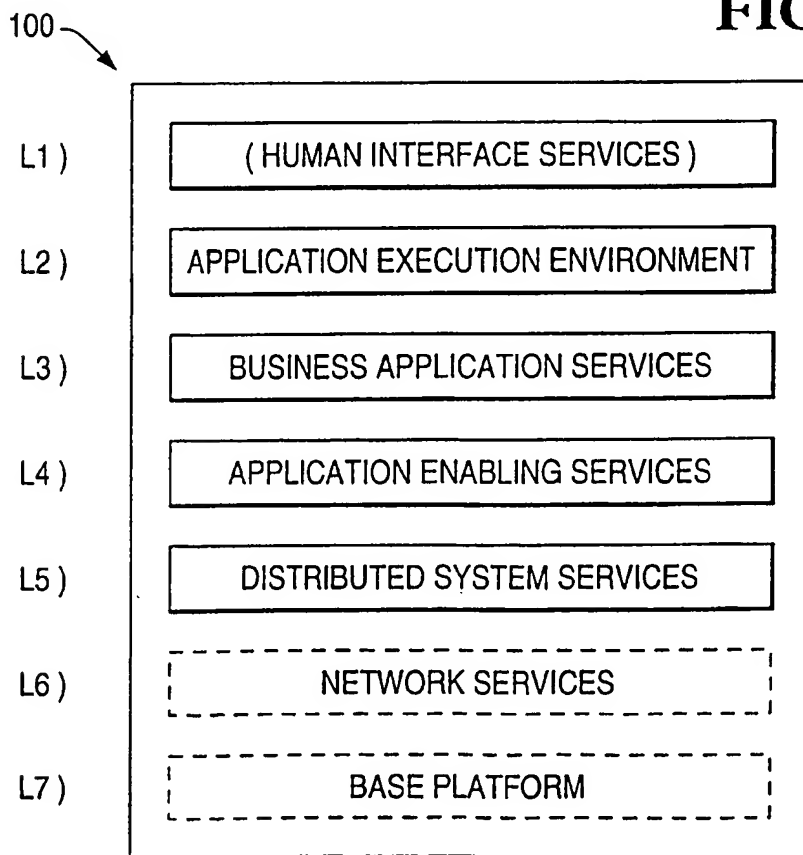 FIG
100
L1) (HUMAN INTERFACE SERVICES)
L2) APPLICATION EXECUTION ENVIRONMENT
L3) BUSINESS APPLICATION SERVICES
L4) APPLICATION ENABLING SERVICES
L5) DISTRIBUTED SYSTEM SERVICES
L6) NETWORK SERVICES
L7) BASE PLATFORM